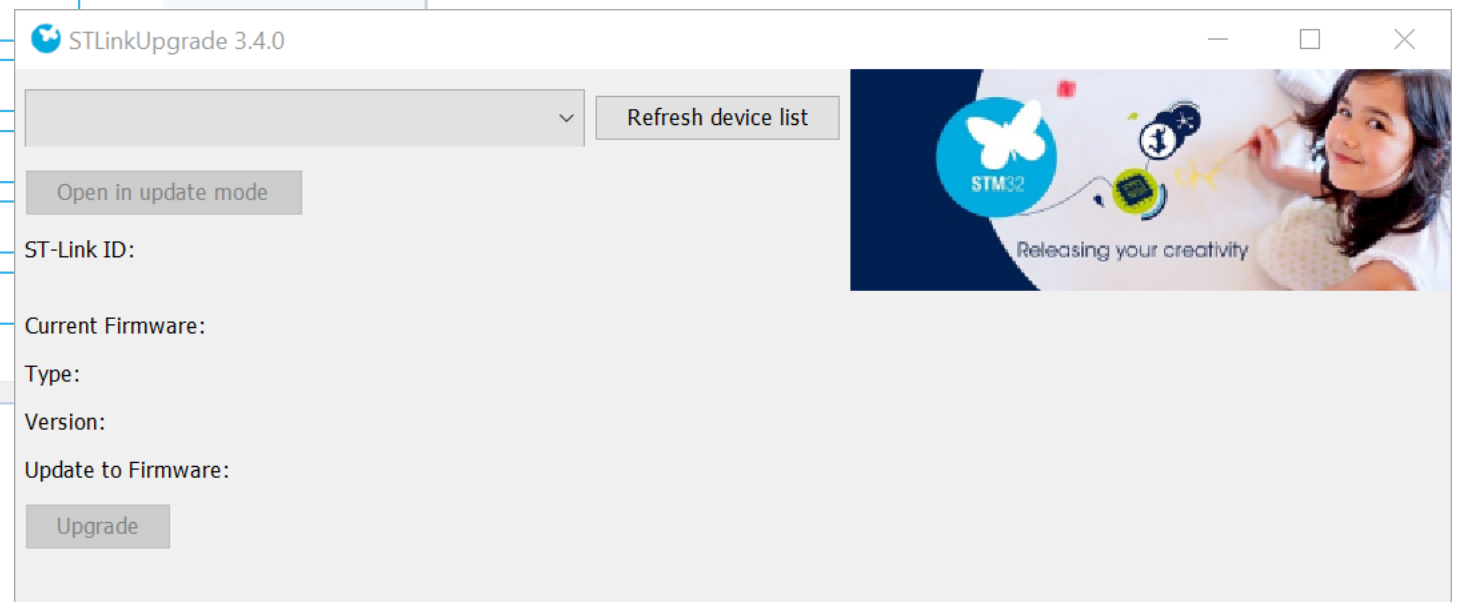 STLinkUpgrade 3.4.0
Refresh device list
Open in update mode
STM32
ST-Link ID:
Releasing your creativity
Current Firmware:
Type:
Version:
Update to Firmware:
Upgrade